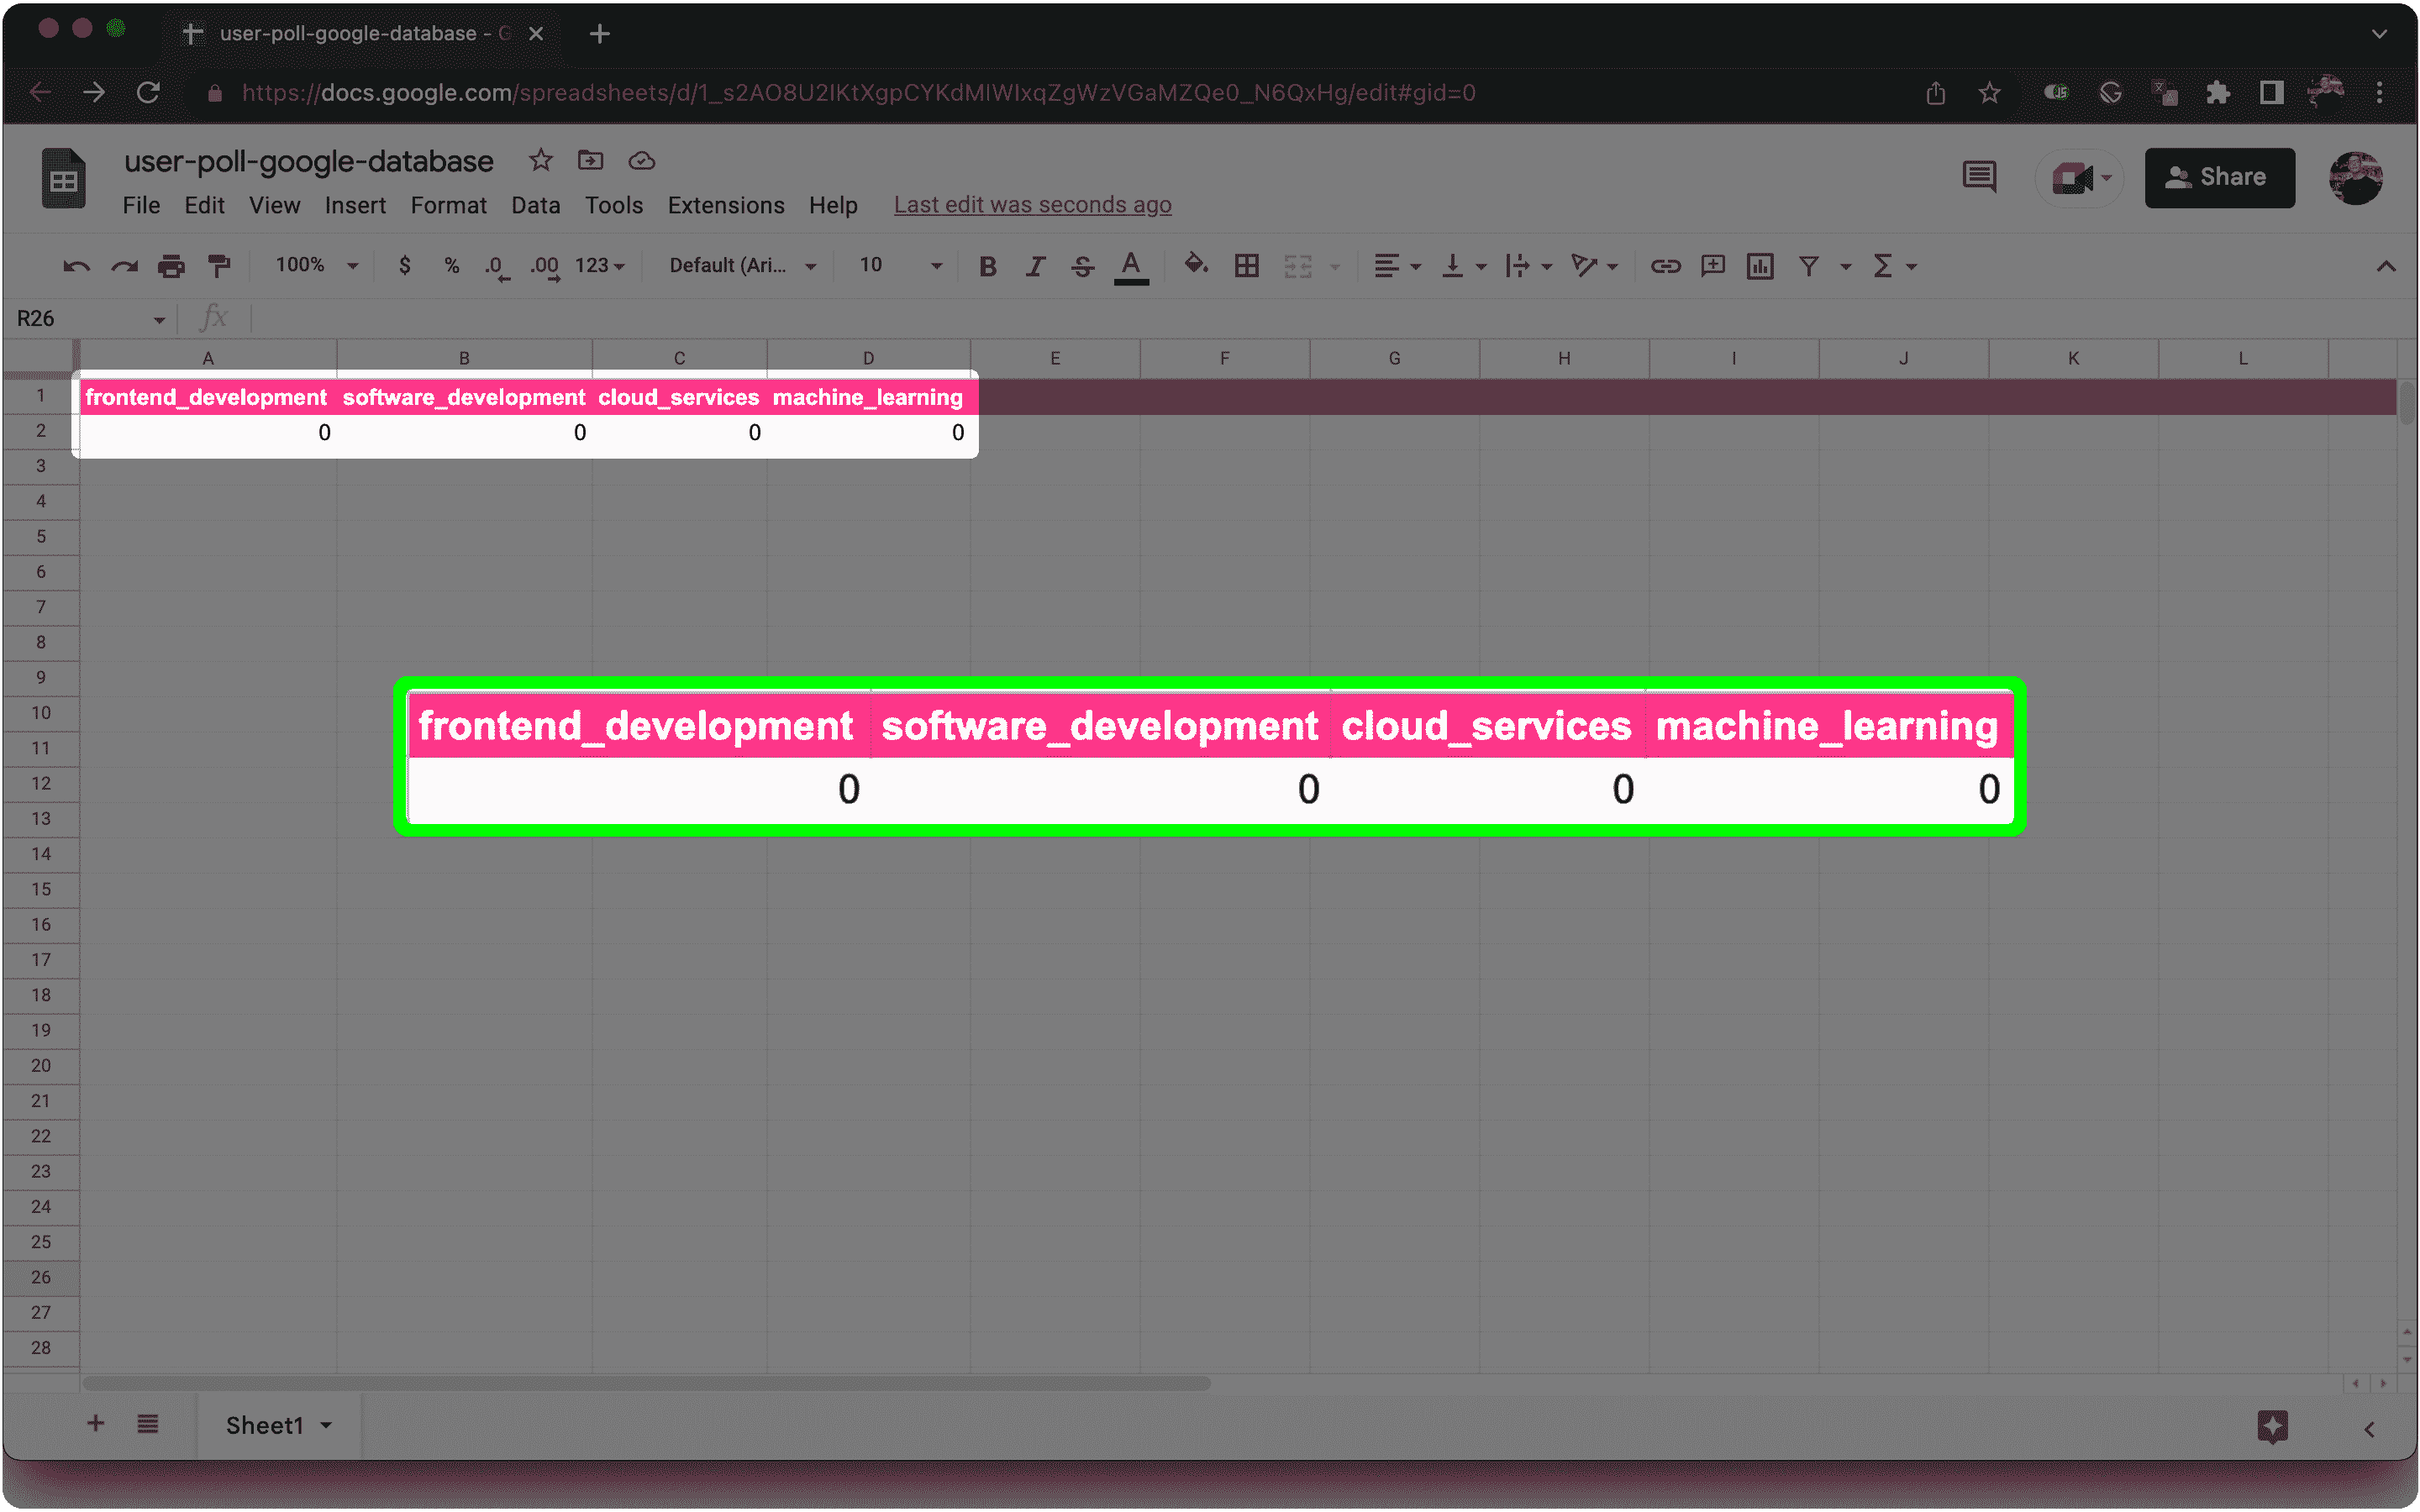 user-poll-google-database - G
https://docs.google.com/spreadsheets/d/1_s2AO8U2IKtXgpCYKdMIWIxqZgWzVGaMZQe0_N6QxHg/edit#gid=0
user-poll-google-database
File Edit View Insert Format Data Tools Extensions Help Last edit was seconds ago
Share
100% $ % .0 .00 123 Default (Ari... 10 B I S A
R26 fx
A B C D E F G H I J K L
1 frontend_development software_development cloud_services machine_learning
2 0 0 0 0
3
4
5
6
7
8
9
frontend_development software_development cloud_services machine_learning
0 0 0 0
10
11
12
13
14
15
16
17
18
19
20
21
22
23
24
25
26
27
28
Sheet1